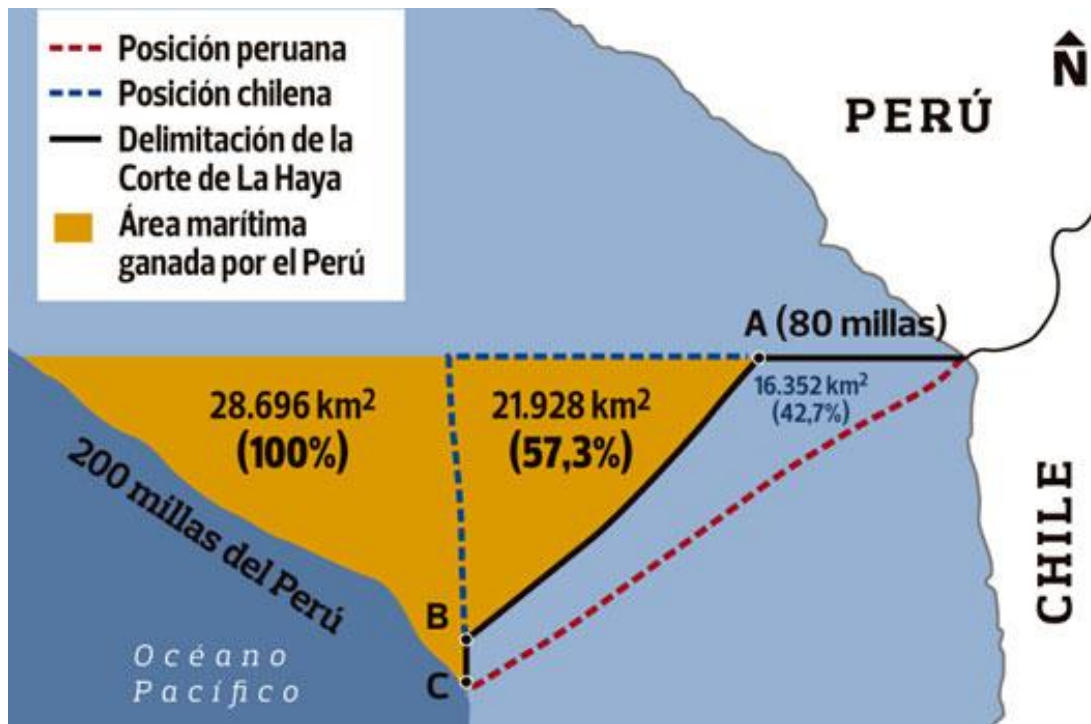 Posición peruana
Posición chilena
Delimitación de la
Corte de La Haya
Área marítima
ganada por el Perú
N
PERÚ
A (80 millas)
28.696 km²
(100%)
21.928 km²
(57,3%)
16.352 km²
(42,7%)
200 millas del Perú
CHILE
B
C
Océano
Pacífico